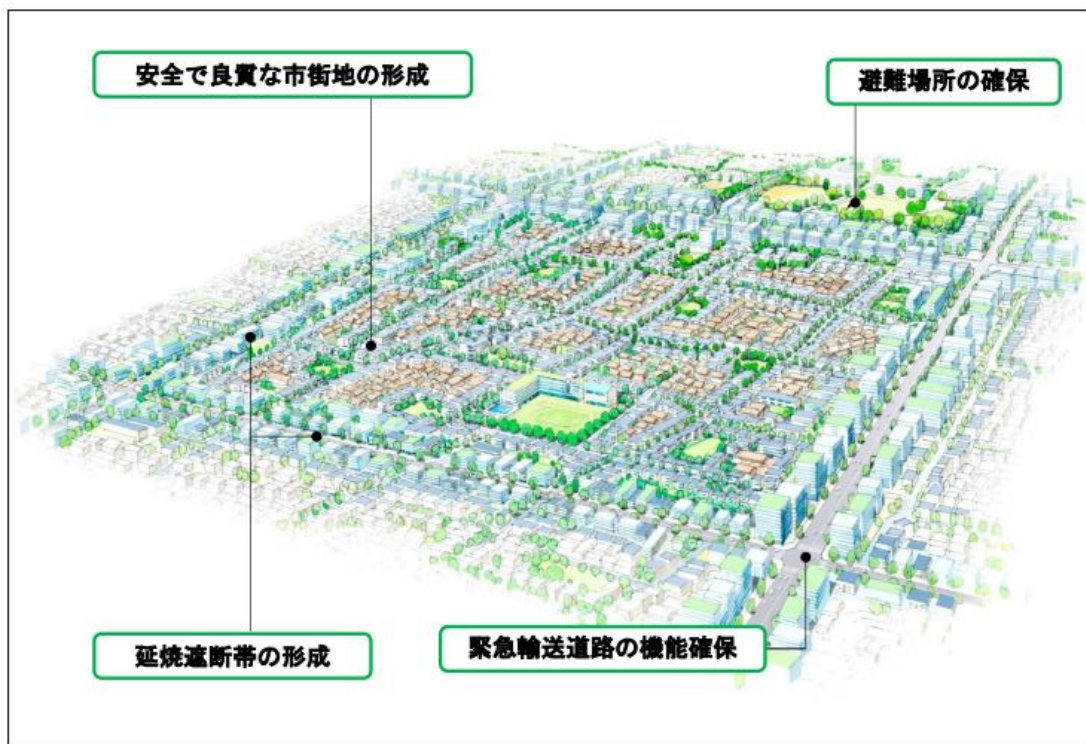 安全で良質な市街地の形成
避難場所の確保
延焼遮断帯の形成
緊急輸送道路の機能確保